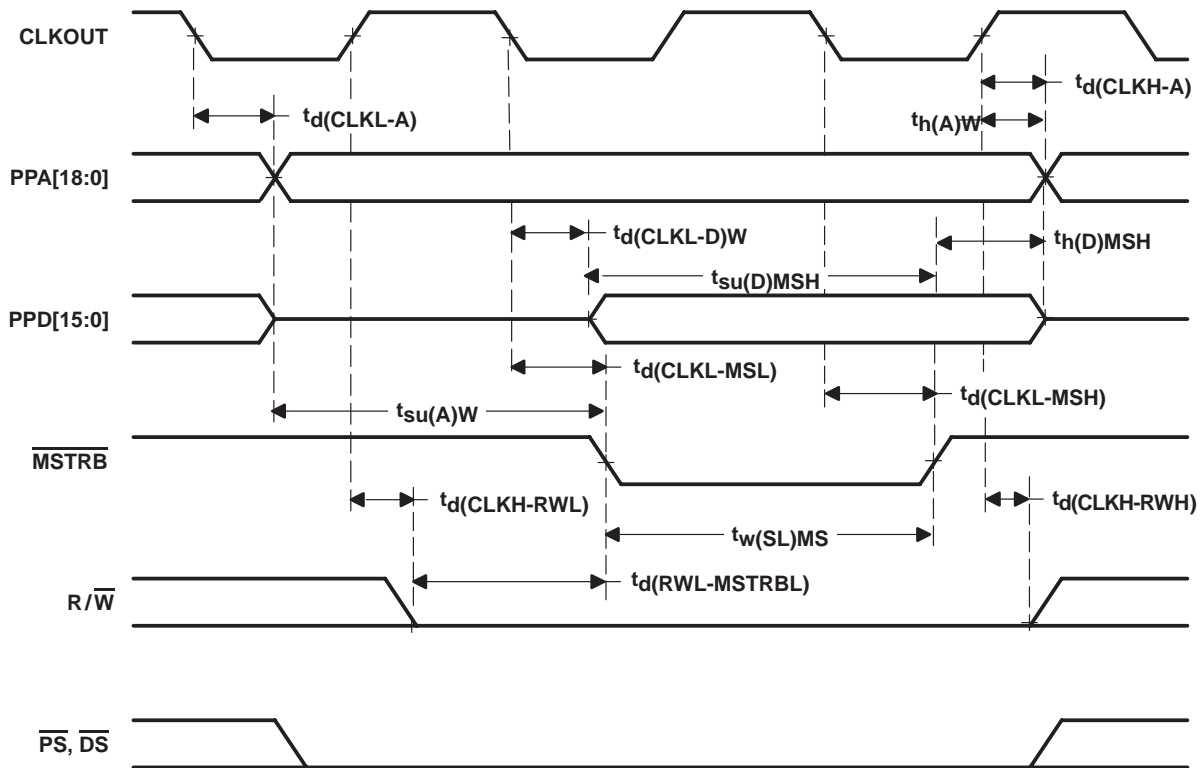 CLKOUT
td(CLKL-A)
td(CLKH-A)
th(A)W
PPA[18:0]
td(CLKL-D)W
th(D)MSH
tsu(D)MSH
PPD[15:0]
td(CLKL-MSL)
td(CLKL-MSH)
tsu(A)W
MSTRB
td(CLKH-RWL)
td(CLKH-RWH)
tw(SL)MS
td(RWL-MSTRBL)
R/W
PS, DS